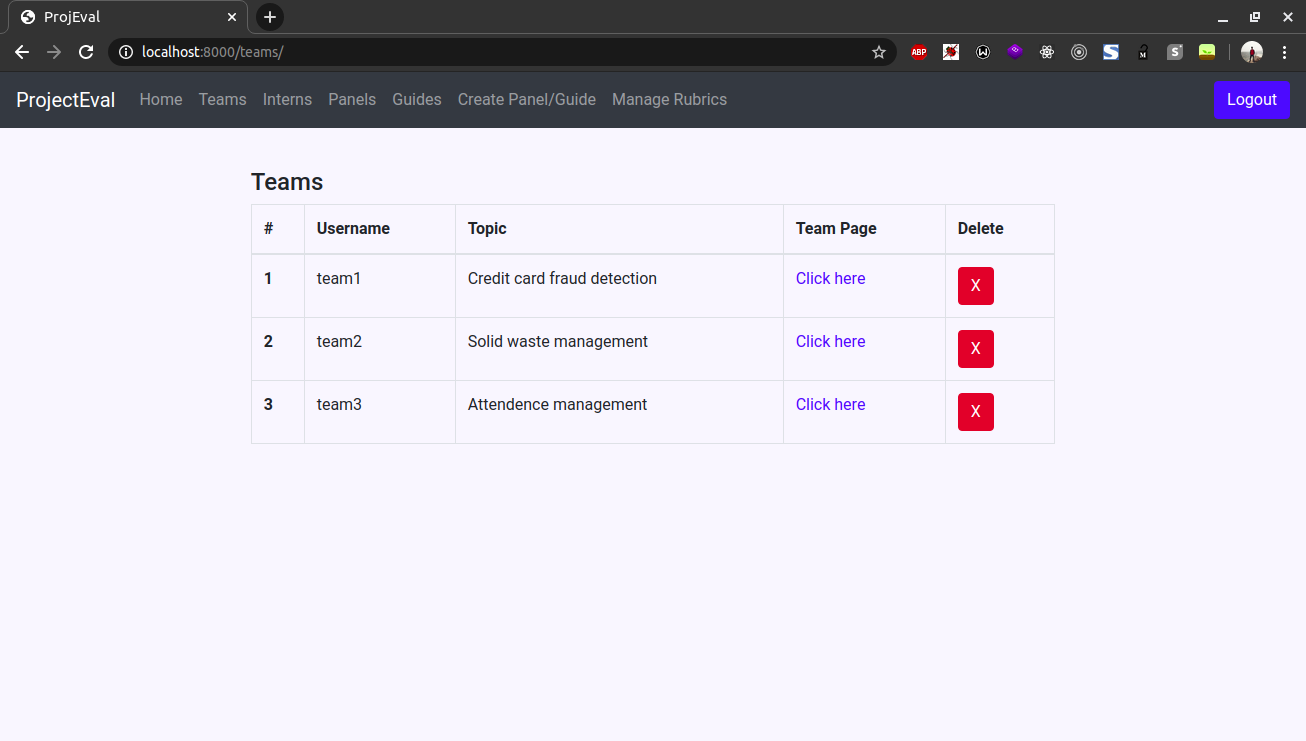 ProjEval
localhost:8000/teams/
ABP
M
S
ProjectEval Home Teams Interns Panels Guides Create Panel/Guide Manage Rubrics Logout
Teams
# Username Topic Team Page Delete
1 team1 Credit card fraud detection Click here X
2 team2 Solid waste management Click here X
3 team3 Attendence management Click here X